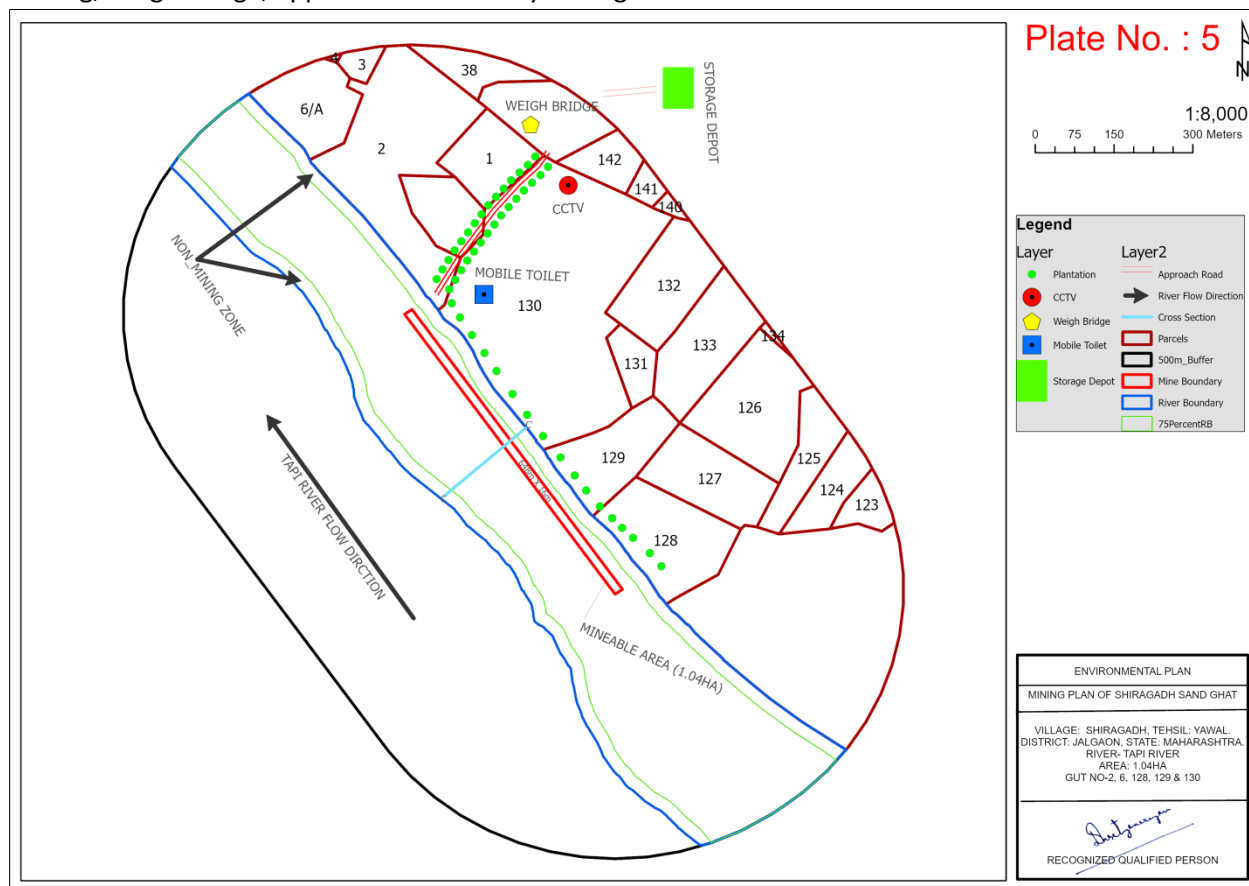 Plate No. : 5
N
1:8,000
0 75 150 300 Meters
4
3
38
6/A
2
1
WEIGH BRIDGE
STORAGE DEPOT
142
141
140
CCTV
NON_MINING ZONE
MOBILE TOILET
130
132
133
134
131
126
129
127
125
124
123
128
C
TAPI RIVER FLOW DIRCTION
MINEABLE AREA (1.04HA)
Legend
Layer
Plantation
CCTV
Weigh Bridge
Mobile Toilet
Storage Depot
Layer2
Approach Road
River Flow Direction
Cross Section
Parcels
500m_Buffer
Mine Boundary
River Boundary
75PercentRB
ENVIRONMENTAL PLAN
MINING PLAN OF SHIRAGADH SAND GHAT
VILLAGE: SHIRAGADH, TEHSIL: YAWAL.
DISTRICT: JALGAON, STATE: MAHARASHTRA.
RIVER- TAPI RIVER
AREA: 1.04HA
GUT NO-2, 6, 128, 129 & 130
RECOGNIZED QUALIFIED PERSON